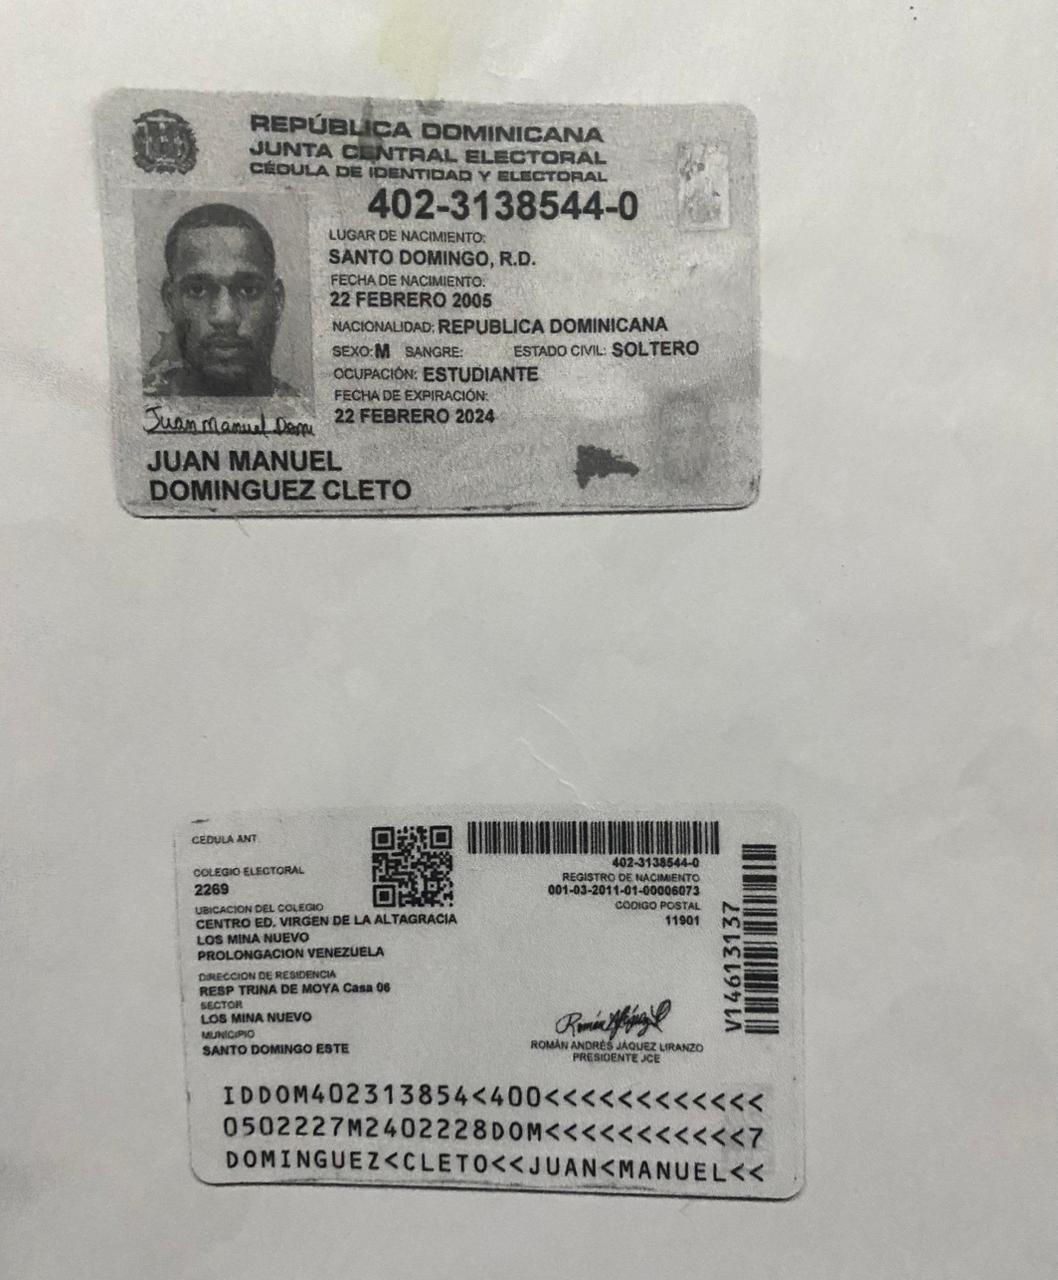 REPÚBLICA DOMINICANA
JUNTA CENTRAL ELECTORAL
CÉDULA DE IDENTIDAD Y ELECTORAL
402-3138544-0
LUGAR DE NACIMIENTO:
SANTO DOMINGO, R.D.
FECHA DE NACIMIENTO:
22 FEBRERO 2005
NACIONALIDAD: REPUBLICA DOMINICANA
SEXO: M SANGRE: ESTADO CIVIL: SOLTERO
OCUPACIÓN: ESTUDIANTE
FECHA DE EXPIRACIÓN:
22 FEBRERO 2024
Juan Manuel Dom
JUAN MANUEL
DOMINGUEZ CLETO
CEDULA ANT
COLEGIO ELECTORAL
2269
UBICACION DEL COLEGIO
CENTRO ED. VIRGEN DE LA ALTAGRACIA
LOS MINA NUEVO
PROLONGACION VENEZUELA
DIRECCION DE RESIDENCIA
RESP TRINA DE MOYA Casa 06
SECTOR
LOS MINA NUEVO
MUNICIPIO
SANTO DOMINGO ESTE
402-3138544-0
REGISTRO DE NACIMIENTO
001-03-2011-01-00006073
CODIGO POSTAL
11901
V14613137
ROMÁN ANDRÉS JÁQUEZ LIRANZO
PRESIDENTE JCE
IDDOM402313854<400<<<<<<<<<<<<
0502227M2402228DOM<<<<<<<<<<<7
DOMINGUEZ<CLETO<<JUAN<MANUEL<<